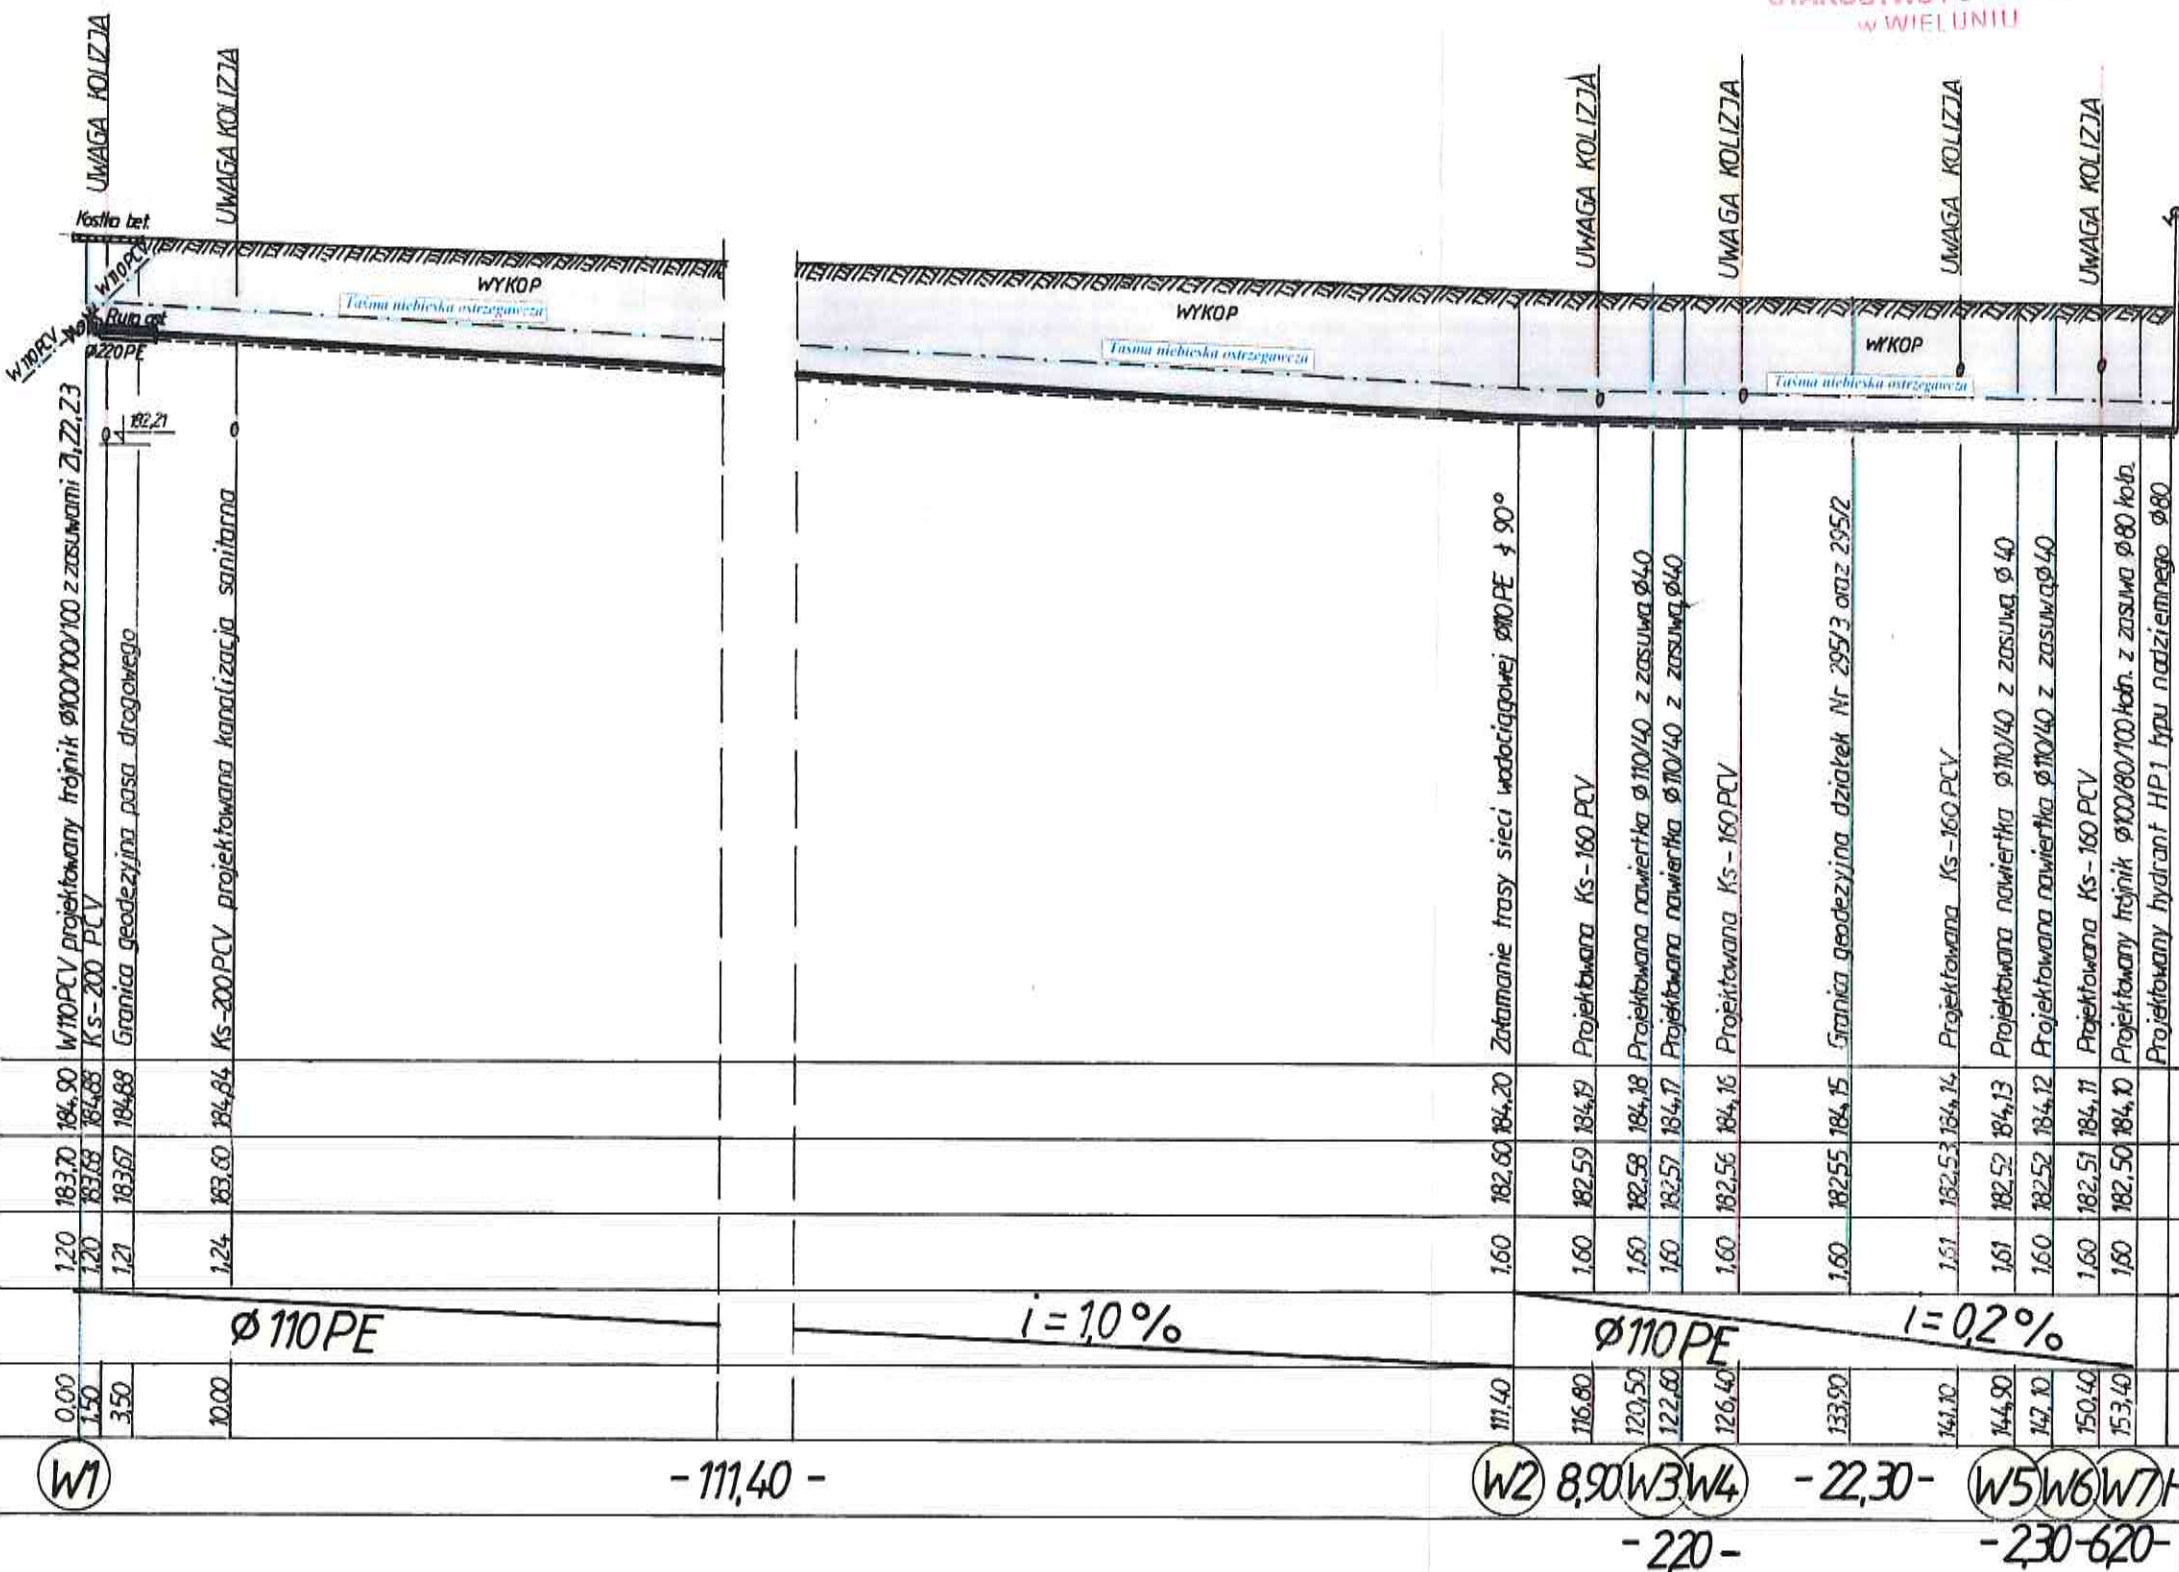 w WIELUNIU
UWAGA KOLIZJA
UWAGA KOLIZJA
UWAGA KOLIZJA
UWAGA KOLIZJA
UWAGA KOLIZJA
UWAGA KOLIZJA
Kostka bet.
W110PCV
W110PCV
Rura
Ø220PE
192,21
WYKOP
Taśma niebieska ostrzegawcza
WYKOP
Taśma niebieska ostrzegawcza
WYKOP
Taśma niebieska ostrzegawcza
W110PCV projektowany trójnik Ø100/100/100 z zasuwami Z1,Z2,Z3
Ks-200 PCV
Granica geodezyjna pasa drogowego
Ks-200PCV projektowana kanalizacja sanitarna
Załamanie trasy sieci wodociągowej Ø110PE ∢ 90°
Projektowana Ks-160 PCV
Projektowana nawiertka Ø110/40 z zasuwą Ø40
Projektowana nawiertka Ø110/40 z zasuwą Ø40
Projektowana Ks-160PCV
Granica geodezyjna działek Nr 295/3 oraz 295/2
Projektowana Ks-160PCV
Projektowana nawiertka Ø110/40 z zasuwą Ø40
Projektowana nawiertka Ø110/40 z zasuwą Ø40
Projektowana Ks-160 PCV
Projektowany trójnik Ø100/80/100 kołn. z zasuwa Ø80 kołn.
Projektowany hydrant HP1 typu nadziemnego Ø80
184,90 184,88 184,88 184,84 184,20 184,19 184,18 184,17 184,16 184,15 184,14 184,13 184,12 184,11 184,10
183,70 183,68 183,67 183,60 182,60 182,59 182,58 182,57 182,56 182,55 182,53 182,52 182,52 182,51 182,50
1,20 1,20 1,21 1,24 1,60 1,60 1,60 1,60 1,60 1,60 1,61 1,61 1,60 1,60 1,60
Ø110PE i=1,0% Ø110PE i=0,2%
0,00 1,50 3,50 10,00 111,40 116,80 120,50 122,60 126,40 133,90 141,10 144,90 147,10 150,40 153,40
W1 -111,40- W2 8,90 W3 W4 -22,30- W5 W6 W7
-2,20- -2,30-6,20-